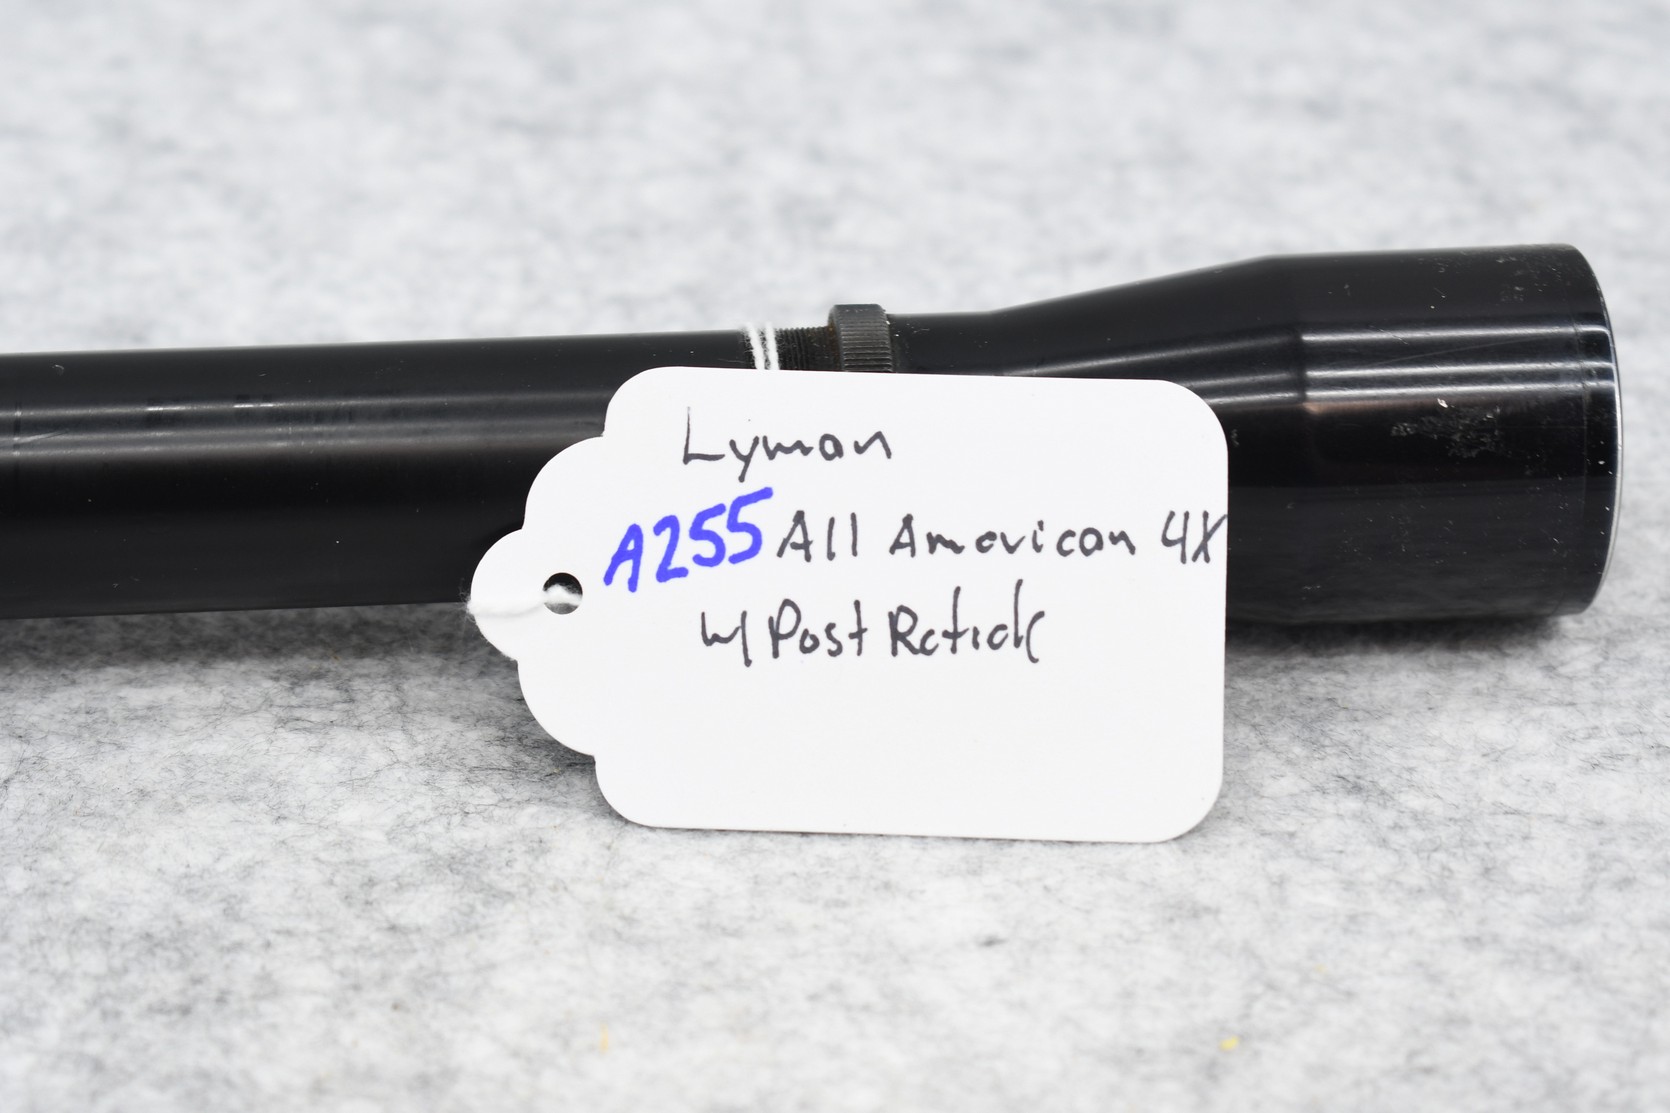 Lyman
A255 All American 4X
w/ Post Reticle